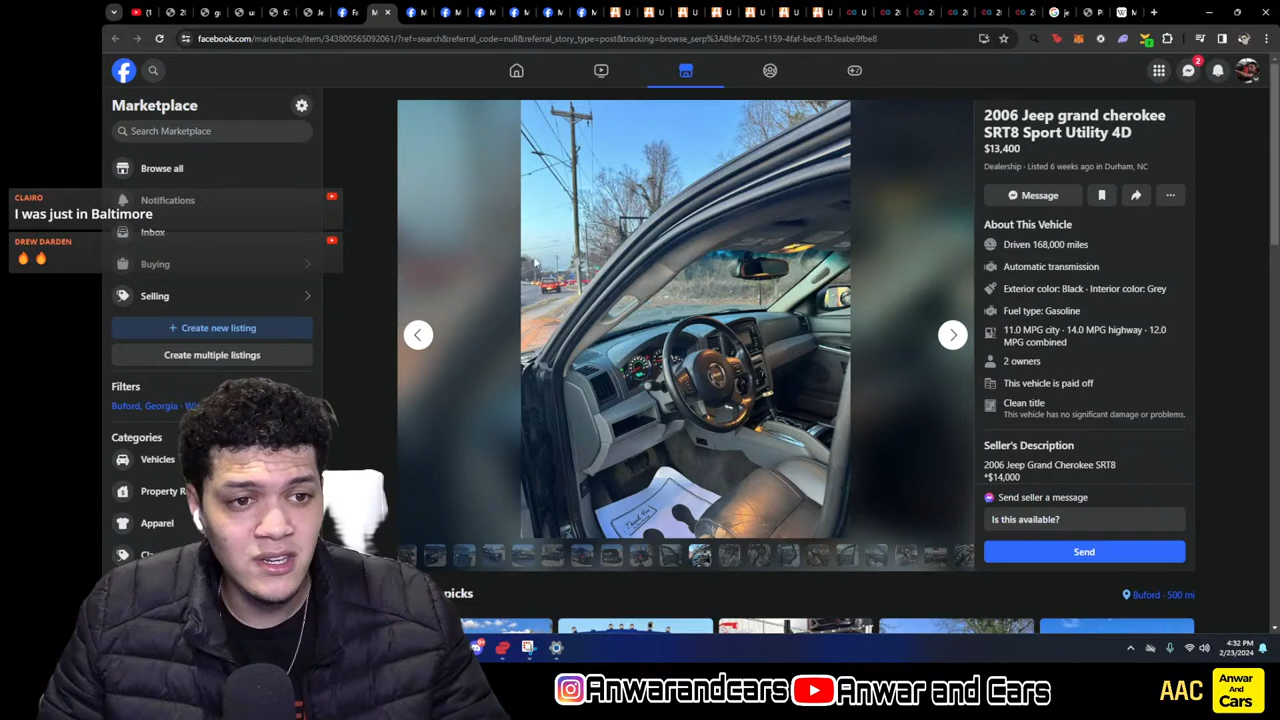 facebook.com/marketplace/item/343800565092061/?ref=search&referral_code=null&referral_story_type=post&tracking=browse_serp%3A8bfe72b5-1159-4faf-bec8-fb3eabe9fbe8
Marketplace
Search Marketplace
Browse all
CLAIRO
I was just in Baltimore
Notifications
Inbox
DREW DARDEN
🔥 🔥
Buying
Selling
+ Create new listing
Create multiple listings
Filters
Buford, Georgia
Categories
Vehicles
Property R
Apparel
2
2006 Jeep grand cherokee
SRT8 Sport Utility 4D
$13,400
Dealership · Listed 6 weeks ago in Durham, NC
Message
About This Vehicle
Driven 168,000 miles
Automatic transmission
Exterior color: Black · Interior color: Grey
Fuel type: Gasoline
11.0 MPG city · 14.0 MPG highway · 12.0
MPG combined
2 owners
This vehicle is paid off
Clean title
This vehicle has no significant damage or problems.
Seller's Description
2006 Jeep Grand Cherokee SRT8
*$14,000
Send seller a message
Is this available?
Send
Thank You
picks
Buford · 500 mi
4:32 PM
2/23/2024
@Anwarandcars
Anwar and Cars
AAC
Anwar
And
Cars